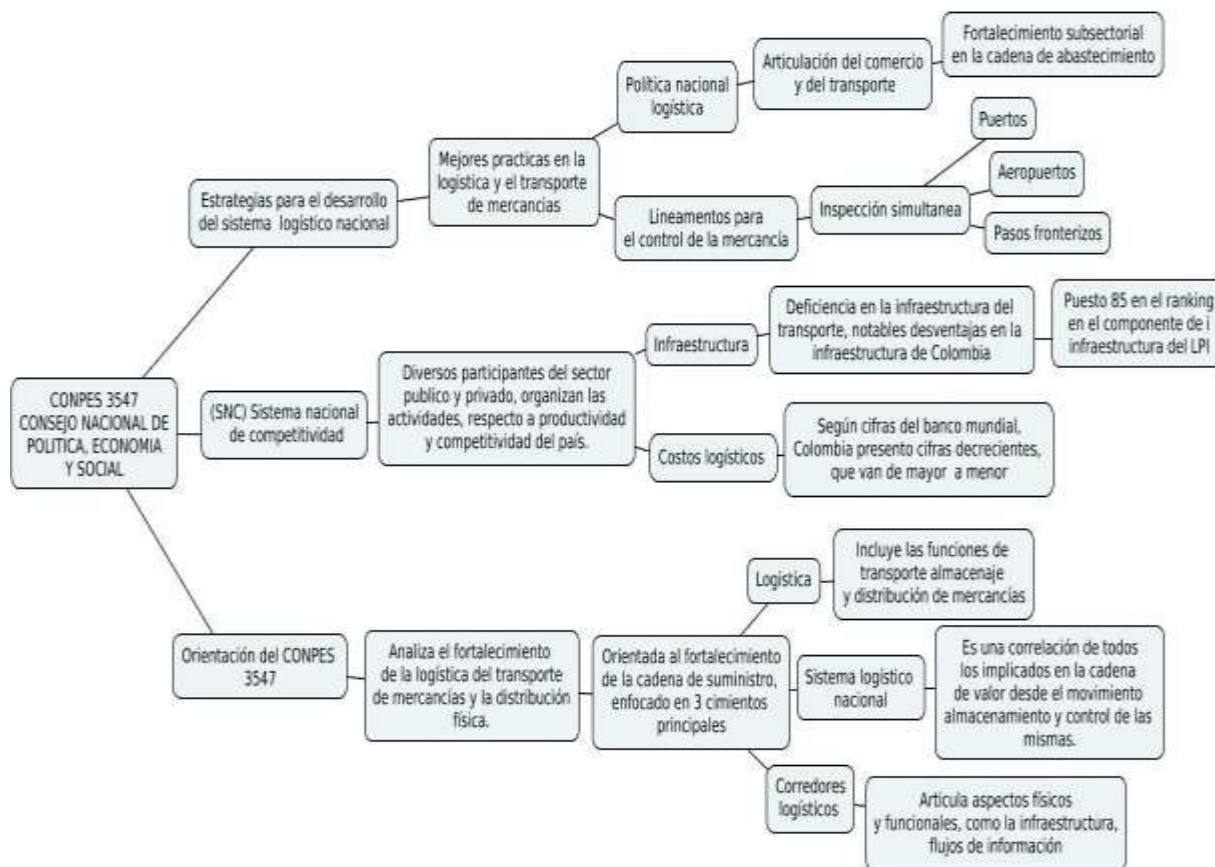 Fortalecimiento subsectorial
en la cadena de abastecimiento
Articulación del comercio
y del transporte
Política nacional
logística
Puertos
Mejores practicas en la
logística y el transporte
de mercancías
Aeropuertos
Estrategias para el desarrollo
del sistema logístico nacional
Lineamentos para
el control de la mercancía
Inspección simultanea
Pasos fronterizos
Deficiencia en la infraestructura del
transporte, notables desventajas en la
infraestructura de Colombia
Puesto 85 en el ranking
en el componente de i
infraestructura del LPI
Infraestructura
CONPES 3547
CONSEJO NACIONAL DE
POLITICA, ECONOMIA
Y SOCIAL
(SNC) Sistema nacional
de competitividad
Diversos participantes del sector
publico y privado, organizan las
actividades, respecto a productividad
y competitividad del país.
Costos logísticos
Según cifras del banco mundial,
Colombia presento cifras decrecientes,
que van de mayor a menor
Logística
Incluye las funciones de
transporte almacenaje
y distribución de mercancías
Orientación del CONPES
3547
Analiza el fortalecimiento
de la logística del transporte
de mercancías y la distribución
física.
Orientada al fortalecimiento
de la cadena de suministro,
enfocado en 3 cimientos
principales
Sistema logístico
nacional
Es una correlación de todos
los implicados en la cadena
de valor desde el movimiento
almacenamiento y control de las
mismas.
Corredores
logísticos
Articula aspectos físicos
y funcionales, como la infraestructura,
flujos de información